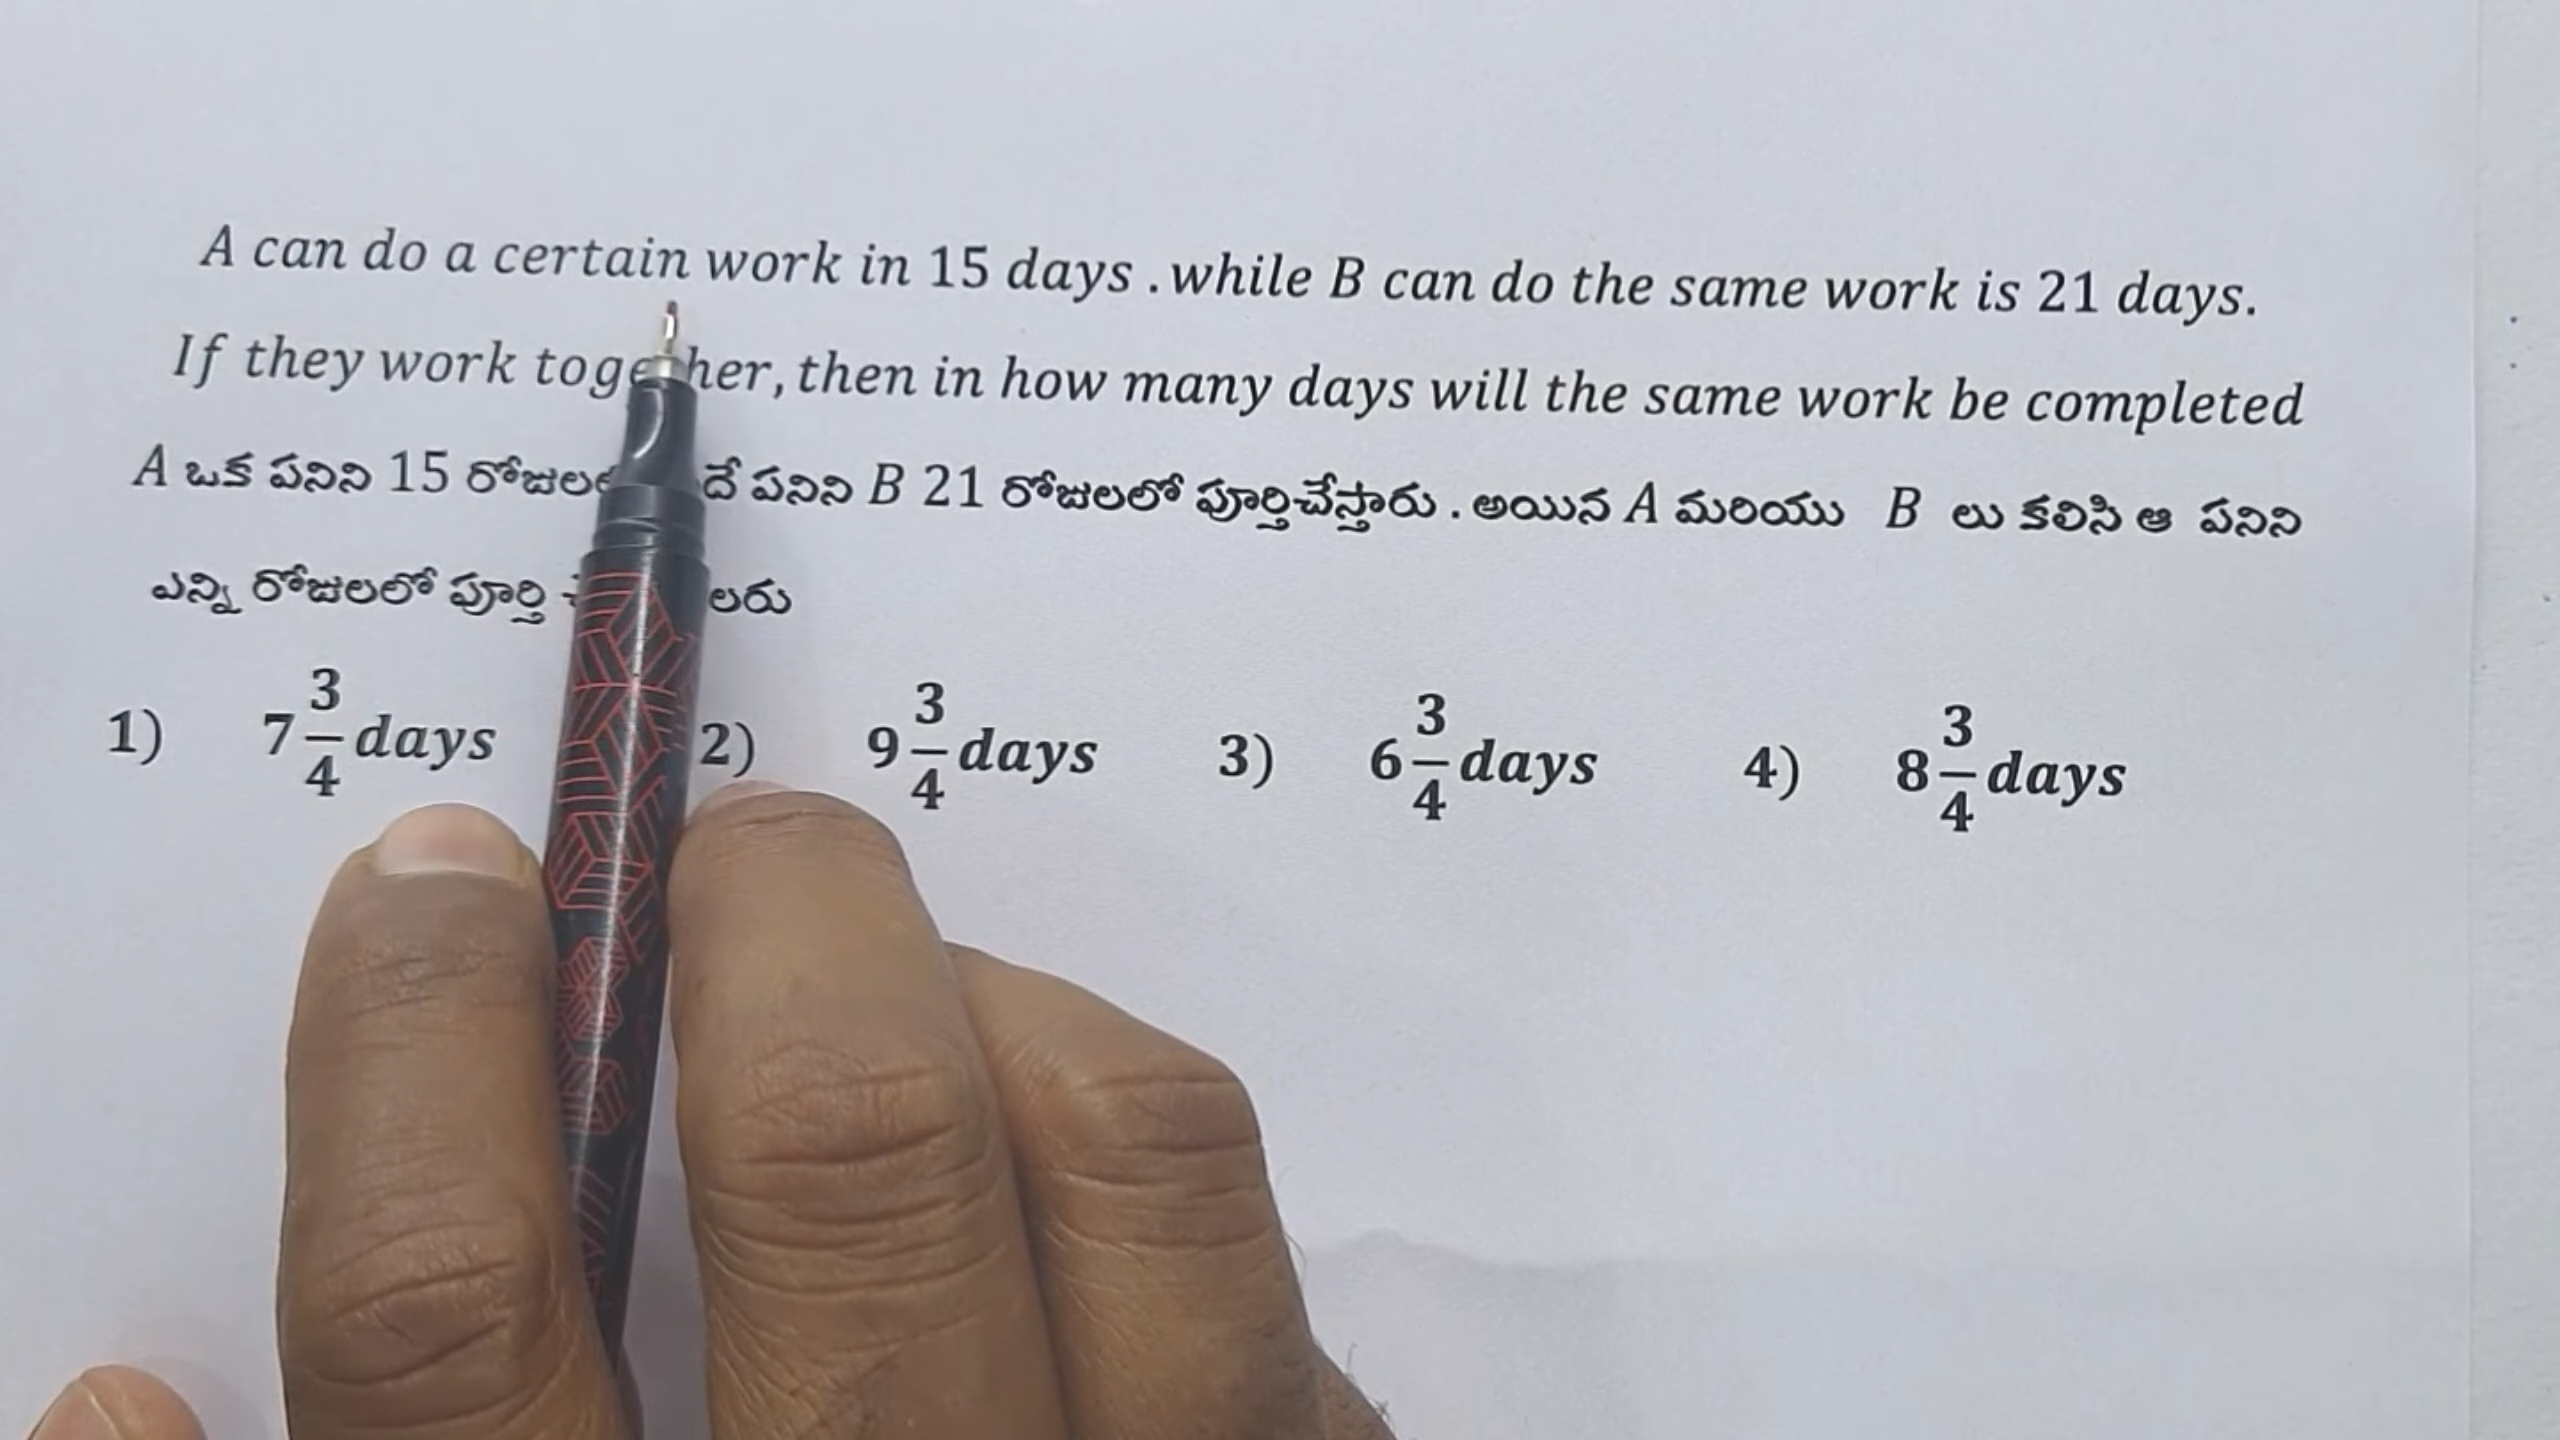 A can do a certain work in 15 days .while B can do the same work is 21 days.
If they work together, then in how many days will the same work be completed
A ఒక పనిని 15 పనిని B 21 రోజులలో పూర్తిచేస్తారు . అయిన A మరియు B లు కలిసి ఆ పనిని
ఎన్ని రోజులలో పూర్తి
1) 7 3/4 days 2) 9 3/4 days 3) 6 3/4 days 4) 8 3/4 days